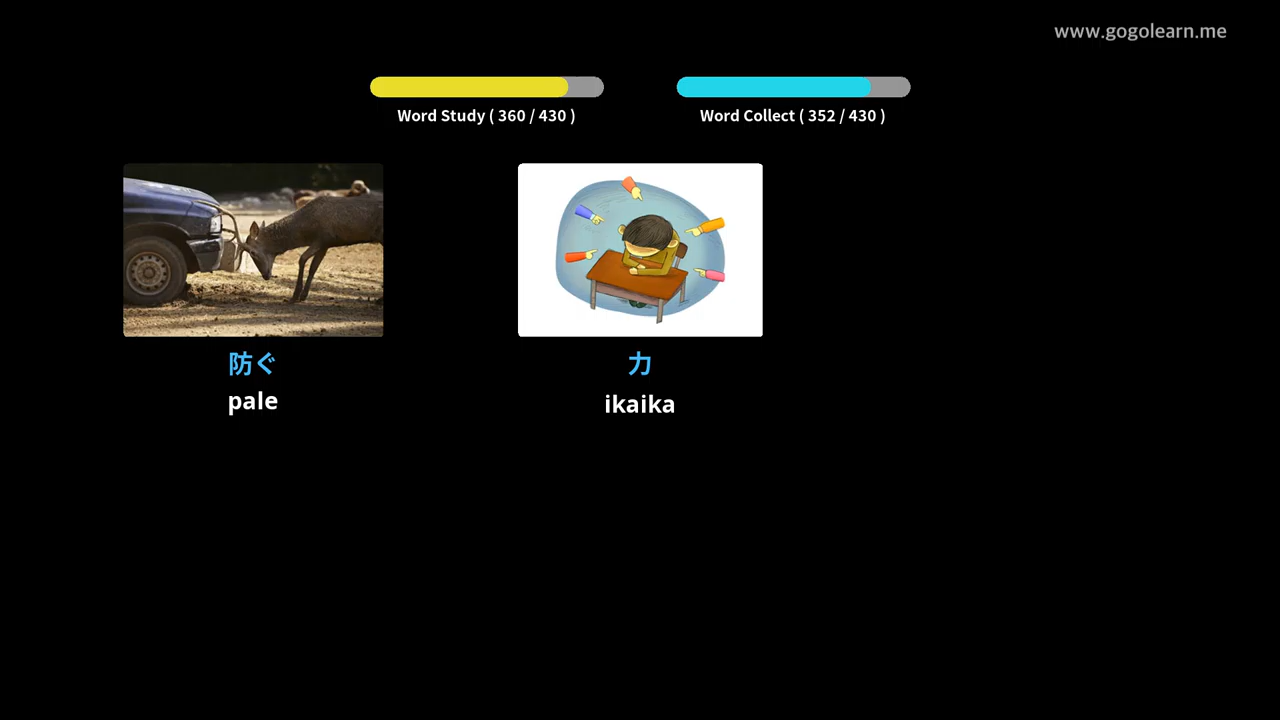 www.gogolearn.me
Word Study ( 360 / 430 )
Word Collect ( 352 / 430 )
防ぐ
pale
力
ikaika